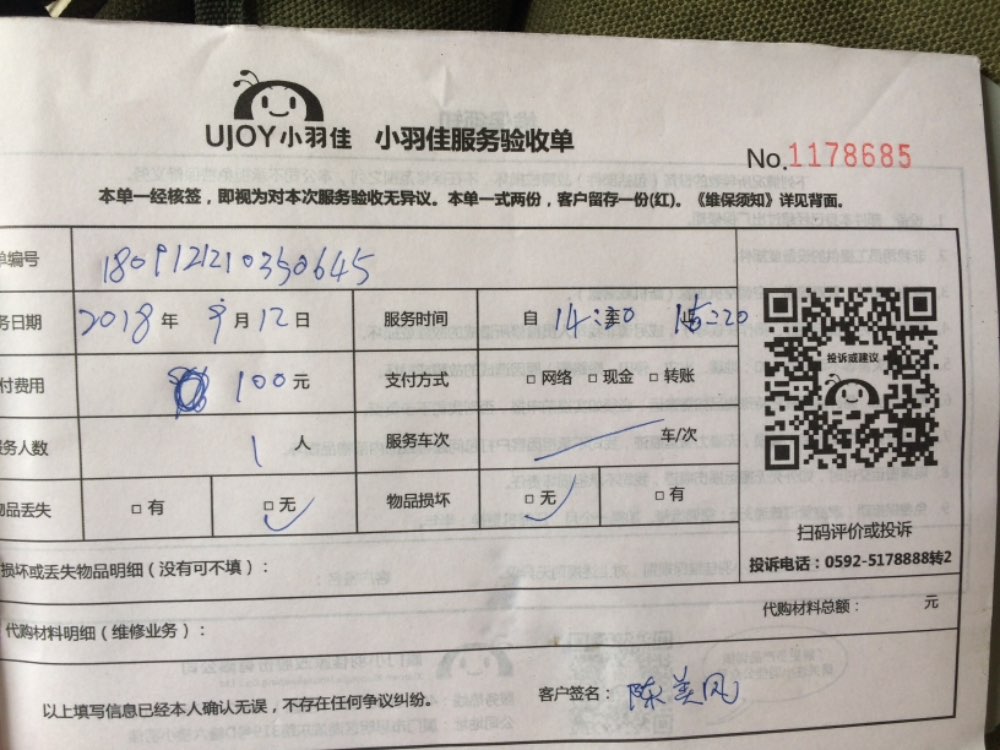 UJOY小羽佳 小羽佳服务验收单
No.1178685
本单一经核签，即视为对本次服务验收无异议。本单一式两份，客户留存一份(红)。《维保须知》详见背面。
单编号 180912210350645
务日期 2018 年 9 月 12 日 服务时间 自 14:30 止 :20
付费用 100元 支付方式 □ 网络 □ 现金 □ 转账
投诉或建议
服务人数 1 人 服务车次 车/次
物品丢失 □ 有 □ 无 物品损坏 □ 无 □ 有
扫码评价或投诉
投诉电话：0592-5178888转2
损坏或丢失物品明细（没有可不填）：
代购材料明细（维修业务）： 代购材料总额： 元
以上填写信息已经本人确认无误，不存在任何争议纠纷。 客户签名： 陈美凤